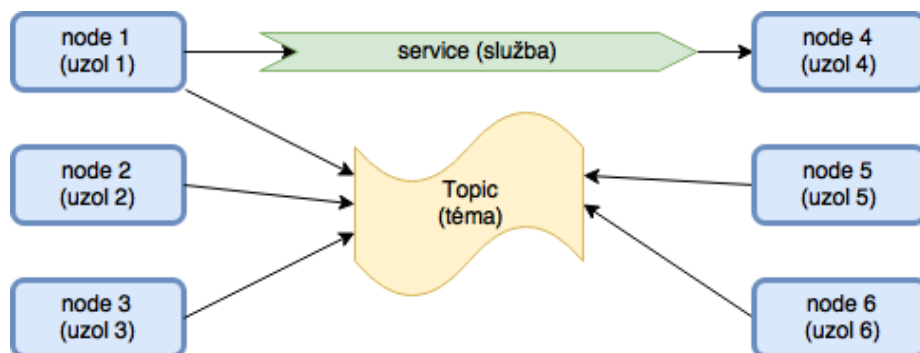 node 1
(uzol 1)
service (služba)
node 4
(uzol 4)
node 2
(uzol 2)
Topic
(téma)
node 5
(uzol 5)
node 3
(uzol 3)
node 6
(uzol 6)